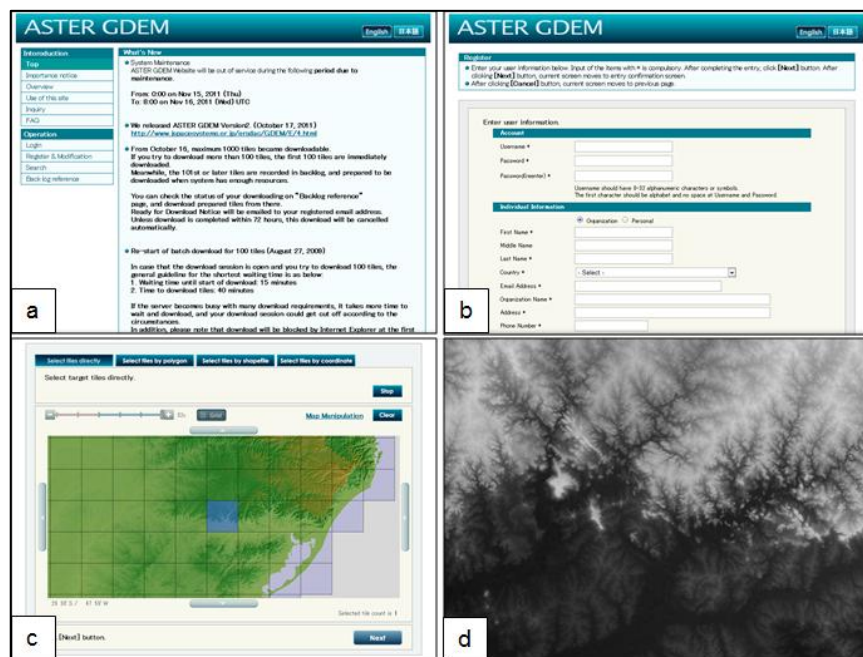 ASTER GDEM
English 日本語
Intoroduction
Top
Importance notice
Overview
Use of this site
Inquiry
FAQ
Operation
Login
Register & Modification
Search
Back log reference
What's New
System Maintenance
ASTER GDEM Website will be out of service during the following period due to
maintenance.
From: 0:00 on Nov 15, 2011 (Thu)
To: 8:00 on Nov 16, 2011 (Wed) UTC
We released ASTER GDEM Version2. (October 17, 2011)
From October 16, maximum 1000 tiles became downloadable.
If you try to download more than 100 tiles, the first 100 tiles are immediately
downloaded.
Meanwhile, the 101st or later tiles are recorded in backlog, and prepared to be
downloaded when system has enough resources.
You can check the status of your downloading on "Backlog reference"
page, and download prepared tiles from there.
Ready for Download Notice will be emailed to your registered email address.
Unless download is completed within 72 hours, this download will be cancelled
automatically.
Re-start of batch download for 100 tiles (August 27, 2009)
In case that the download session is open and you try to download 100 tiles, the
general guideline for the shortest waiting time is as below:
1. Waiting time until start of download: 15 minutes
2. Time to download tiles: 40 minutes
If the server becomes busy with many download requirements, it takes more time to
wait and download, and your download session could get cut off according to the
circumstances.
In addition, please note that download will be blocked by Internet Explorer at the first
a
ASTER GDEM
English 日本語
Register
Enter your user information below. Input of the items with * is compulsory. After completing the entry, click [Next] button. After
clicking [Next] button, current screen moves to entry confirmation screen.
After clicking [Cancel] button, current screen moves to previous page.
Enter user information.
Account
Username *
Password *
Password(reenter) *
Username should have 8-32 alphanumeric characters or symbols.
The first character should be alphabet and no space at Username and Password.
Individual Information
Organization Personal
First Name *
Middle Name
Last Name *
Country * - Select -
Email Address *
Organization Name *
Address *
Phone Number *
b
Select tiles directly Select tiles by polygon Select tiles by shapefile Select tiles by coordinate
Select target tiles directly.
Stop
Grid Map Manipulation Clear
Selected tile count is 1
[Next] button. Next
c
d